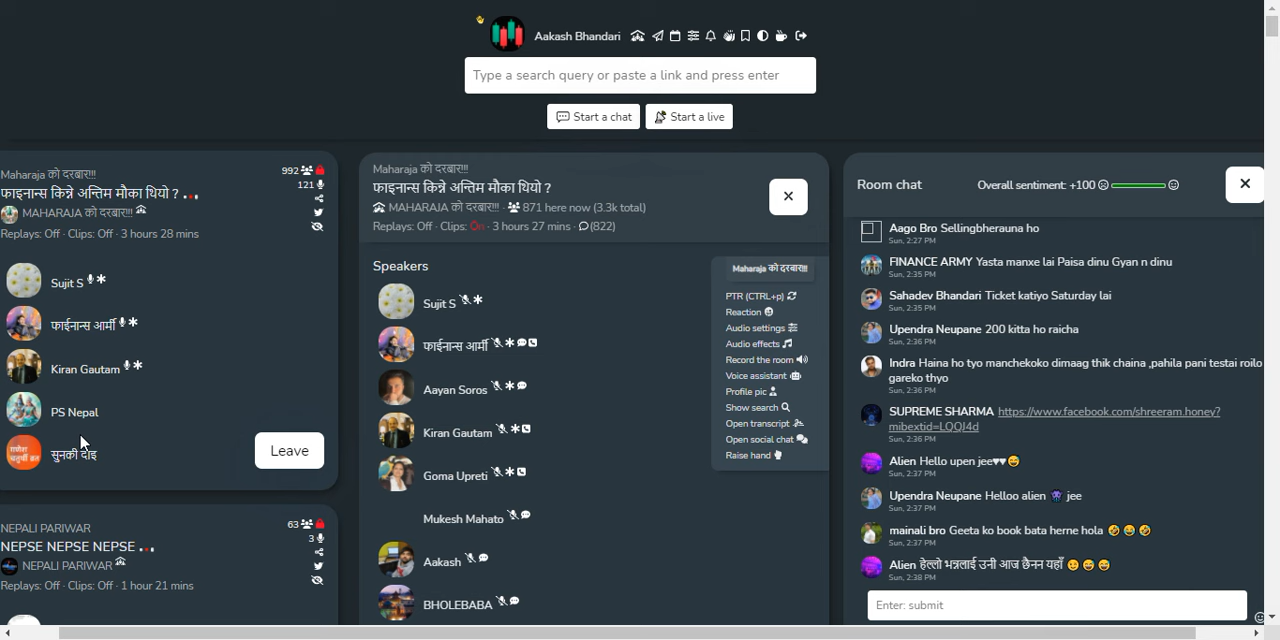 Aakash Bhandari
Type a search query or paste a link and press enter
Start a chat
Start a live
Maharaja को दरबार!!!
992
फाइनान्स किन्ने अन्तिम मौका थियो ? ...
121
MAHARAJA को दरबार!!!
Replays: Off · Clips: Off · 3 hours 28 mins
Sujit S
फाईनान्स आर्मी
Kiran Gautam
PS Nepal
Leave
NEPALI PARIWAR
63
NEPSE NEPSE NEPSE ...
3
NEPALI PARIWAR
Replays: Off · Clips: Off · 1 hour 21 mins
Maharaja को दरबार!!!
फाइनान्स किन्ने अन्तिम मौका थियो ?
MAHARAJA को दरबार!!! · 871 here now (3.3k total)
Replays: Off · Clips: On · 3 hours 27 mins · (822)
Speakers
Sujit S
फाईनान्स आर्मी
Aayan Soros
Kiran Gautam
Goma Upreti
Mukesh Mahato
Aakash
BHOLEBABA
Maharaja को दरबार!!!
PTR (CTRL+p)
Reaction
Audio settings
Audio effects
Record the room
Voice assistant
Profile pic
Show search
Open transcript
Open social chat
Raise hand
Room chat
Overall sentiment: +100
Aago Bro Sellingbherauna ho
Sun, 2:27 PM
FINANCE ARMY Yasta manxe lai Paisa dinu Gyan n dinu
Sun, 2:35 PM
Sahadev Bhandari Ticket katiyo Saturday lai
Sun, 2:35 PM
Upendra Neupane 200 kitta ho raicha
Sun, 2:36 PM
Indra Haina ho tyo manchekoko dimaag thik chaina ,pahila pani testai roilo
gareko thyo
Sun, 2:36 PM
SUPREME SHARMA https://www.facebook.com/shreeram.honey?
mibextid=LQQJ4d
Sun, 2:36 PM
Alien Hello upen jee♥♥😅
Sun, 2:37 PM
Upendra Neupane Helloo alien 👾 jee
Sun, 2:37 PM
mainali bro Geeta ko book bata herne hola 🤣 😂 🤣
Sun, 2:37 PM
Alien हेल्लो भन्नलाई उनी आज छैनन यहाँ 😉 😅 😅
Sun, 2:38 PM
Enter: submit